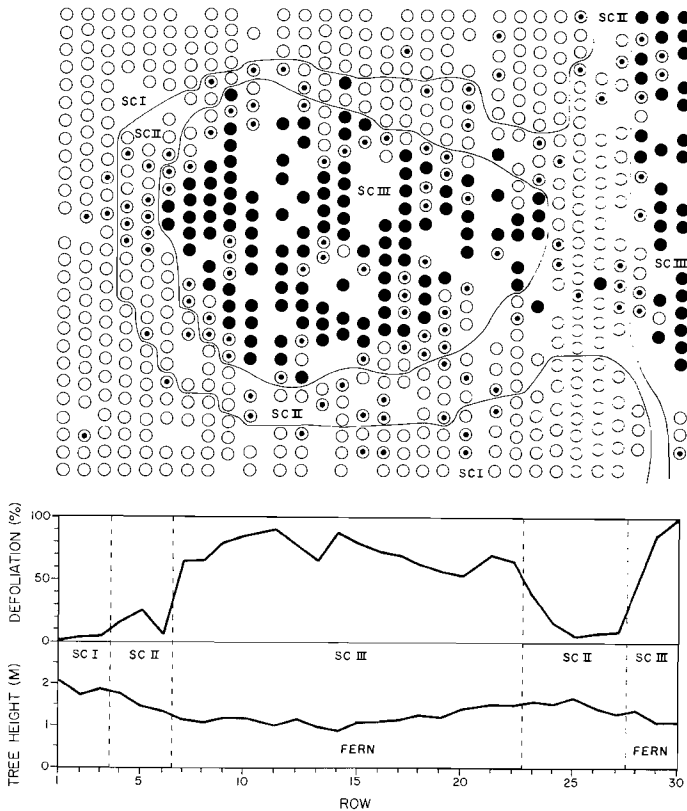 SC II
SC I
SC II
SC III
SC III
SC II
SC I
DEFOLIATION (%)
100
50
0
SC I
SC II
SC III
SC II
SC III
TREE HEIGHT (M)
2
1
0
FERN
FERN
1
5
10
15
20
25
30
ROW